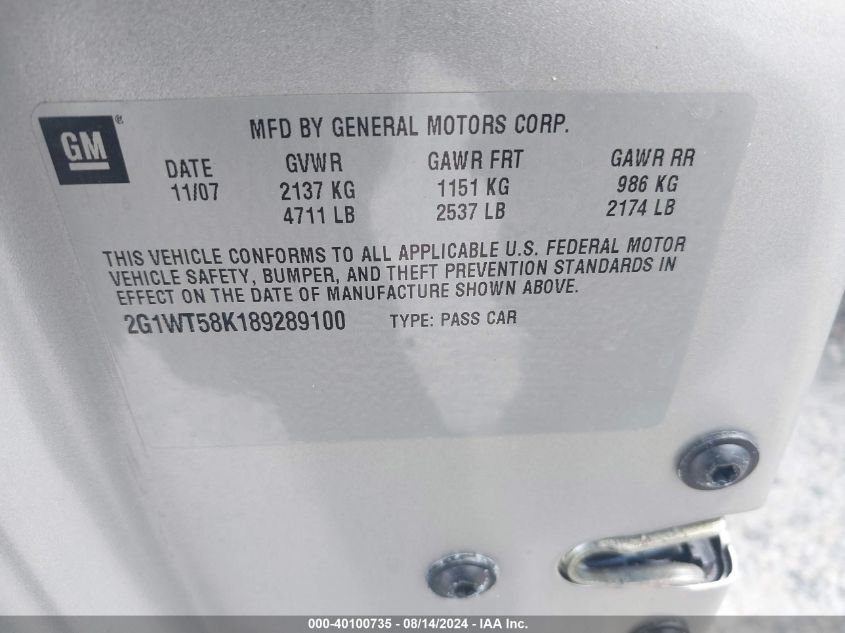 GM ®
MFD BY GENERAL MOTORS CORP.
DATE GVWR GAWR FRT GAWR RR
11/07 2137 KG 1151 KG 986 KG
4711 LB 2537 LB 2174 LB
THIS VEHICLE CONFORMS TO ALL APPLICABLE U.S. FEDERAL MOTOR
VEHICLE SAFETY, BUMPER, AND THEFT PREVENTION STANDARDS IN
EFFECT ON THE DATE OF MANUFACTURE SHOWN ABOVE.
2G1WT58K189289100 TYPE: PASS CAR
000-40100735 - 08/14/2024 - IAA Inc.